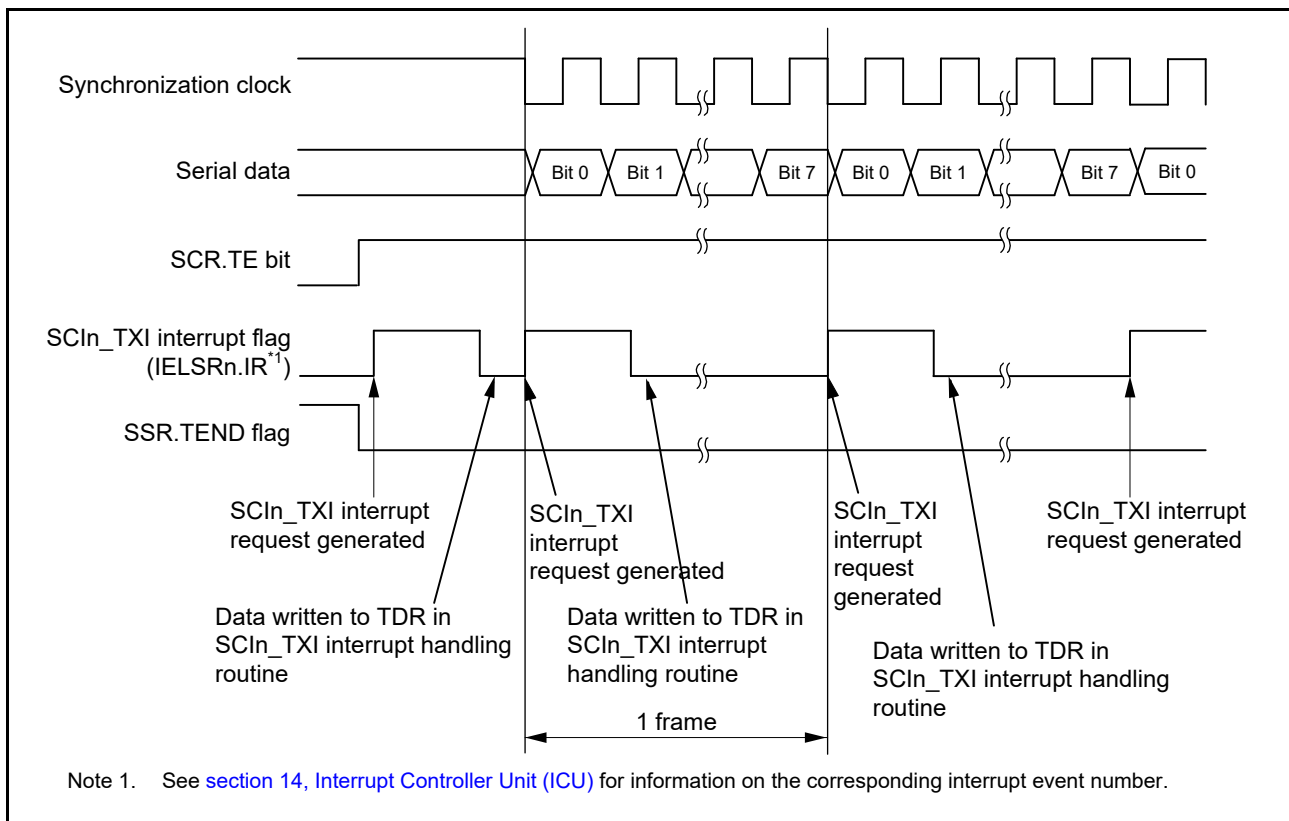 Synchronization clock
Serial data
Bit 0 Bit 1 Bit 7 Bit 0 Bit 1 Bit 7 Bit 0
SCR.TE bit
SCIn_TXI interrupt flag
(IELSRn.IR*1)
SSR.TEND flag
SCIn_TXI interrupt
request generated
SCIn_TXI
interrupt
request generated
SCIn_TXI
interrupt
request
generated
SCIn_TXI interrupt
request generated
Data written to TDR in
SCIn_TXI interrupt handling
routine
Data written to TDR in
SCIn_TXI interrupt
handling routine
Data written to TDR in
SCIn_TXI interrupt handling
routine
1 frame
Note 1. See section 14, Interrupt Controller Unit (ICU) for information on the corresponding interrupt event number.